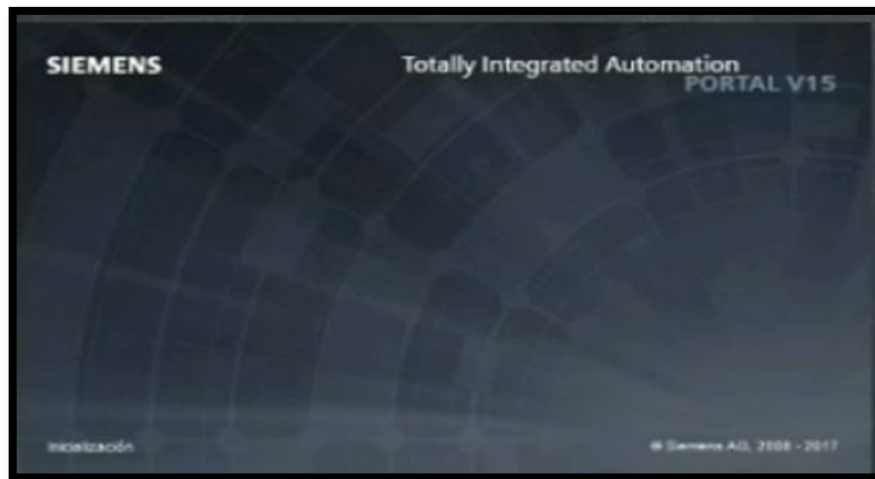 SIEMENS
Totally Integrated Automation
PORTAL V15
Inicialización
© Siemens AG, 2008 - 2017